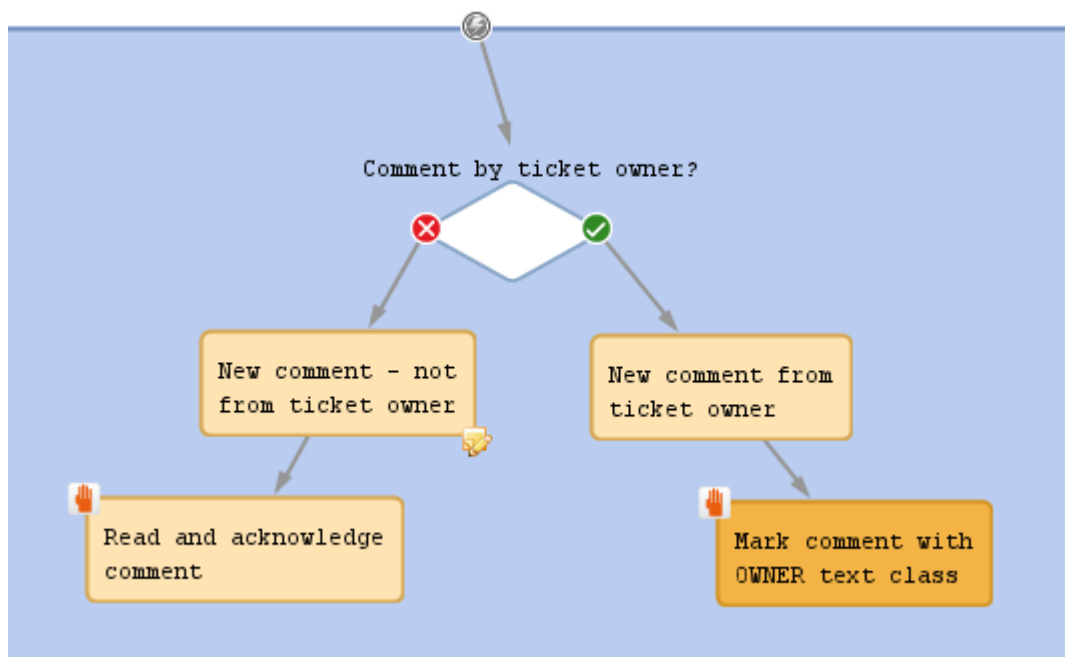 Comment by ticket owner?
New comment - not
from ticket owner
New comment from
ticket owner
Read and acknowledge
comment
Mark comment with
OWNER text class